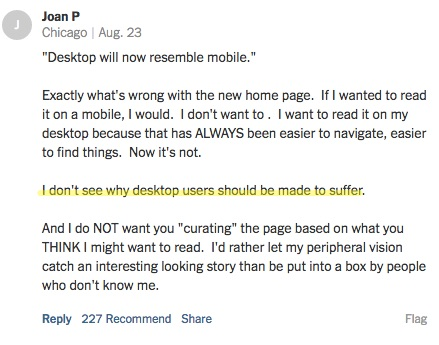 J
Joan P
Chicago | Aug. 23
"Desktop will now resemble mobile."
Exactly what's wrong with the new home page.  If I wanted to read
it on a mobile, I would.  I don't want to .  I want to read it on my
desktop because that has ALWAYS been easier to navigate, easier
to find things.  Now it's not.
I don't see why desktop users should be made to suffer.
And I do NOT want you "curating" the page based on what you
THINK I might want to read.  I'd rather let my peripheral vision
catch an interesting looking story than be put into a box by people
who don't know me.
Reply 227 Recommend Share Flag